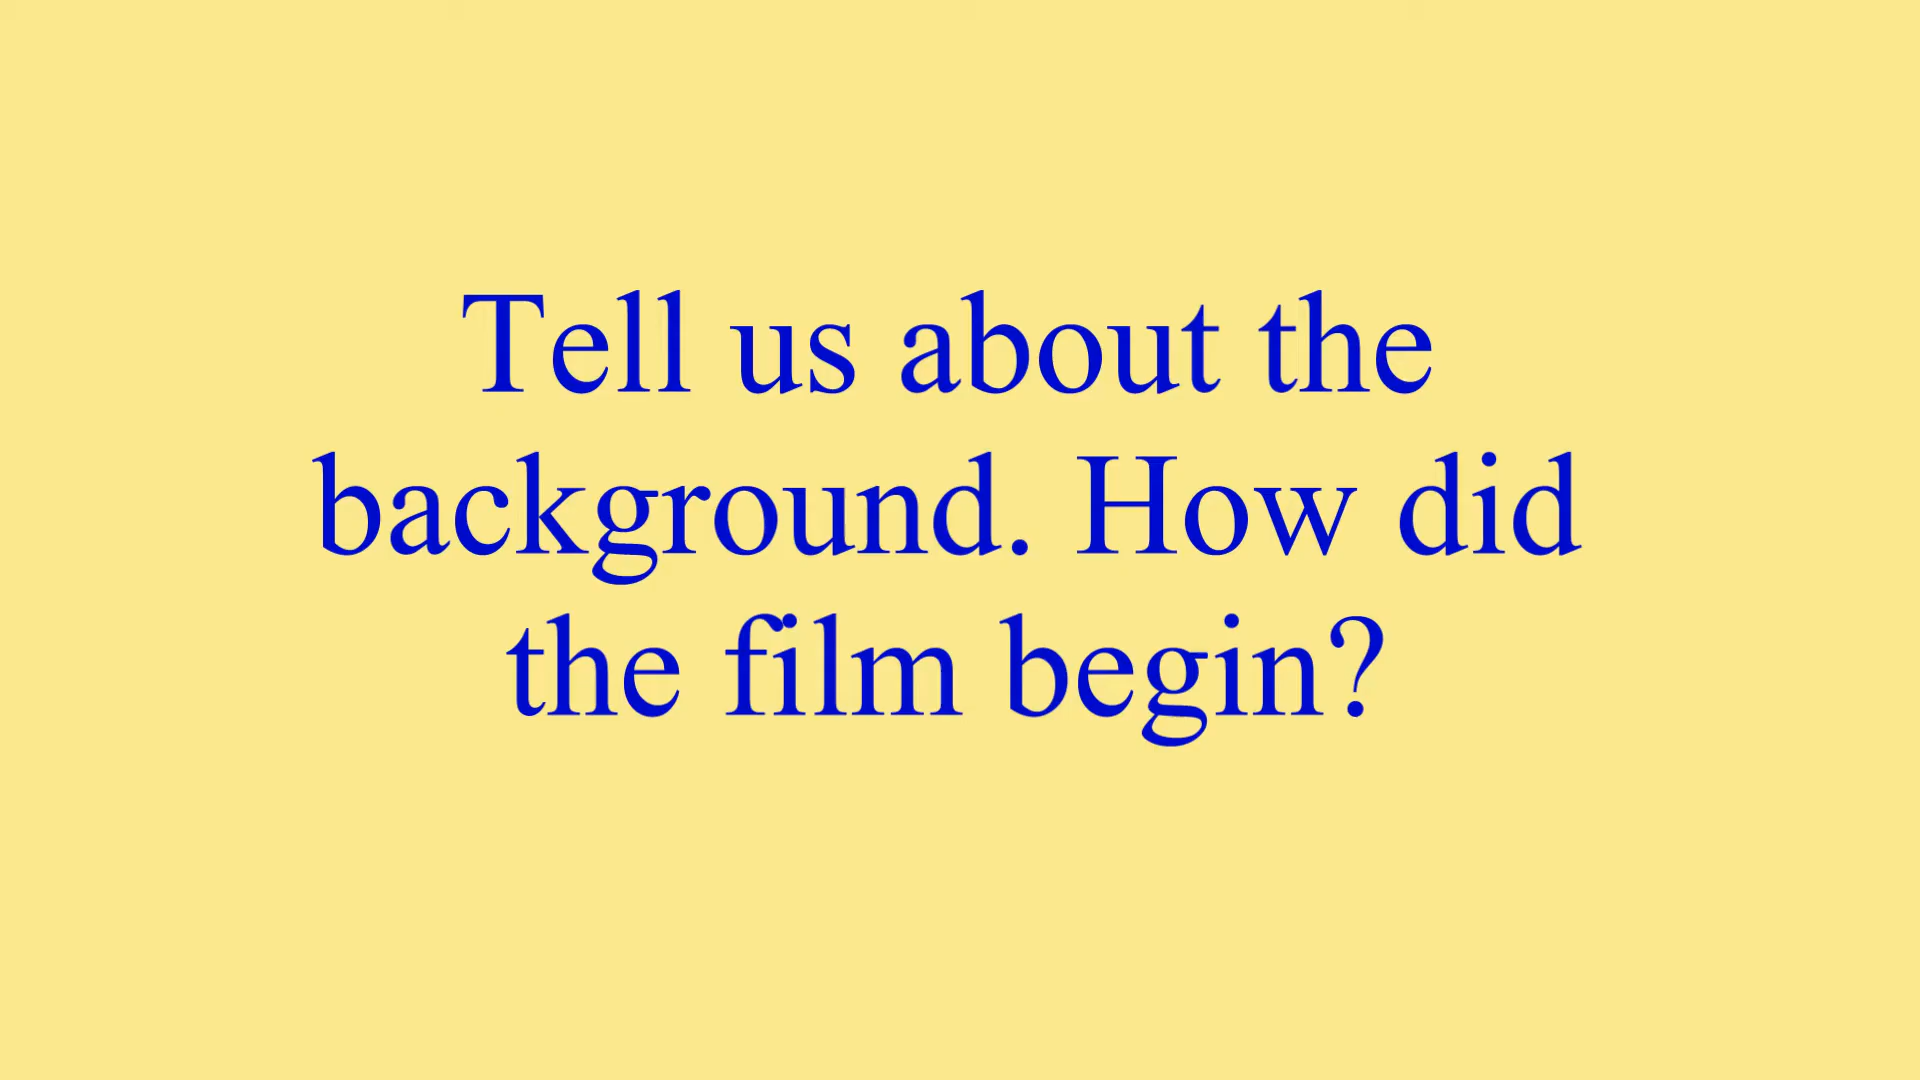 Tell us about the
background. How did
the film begin?